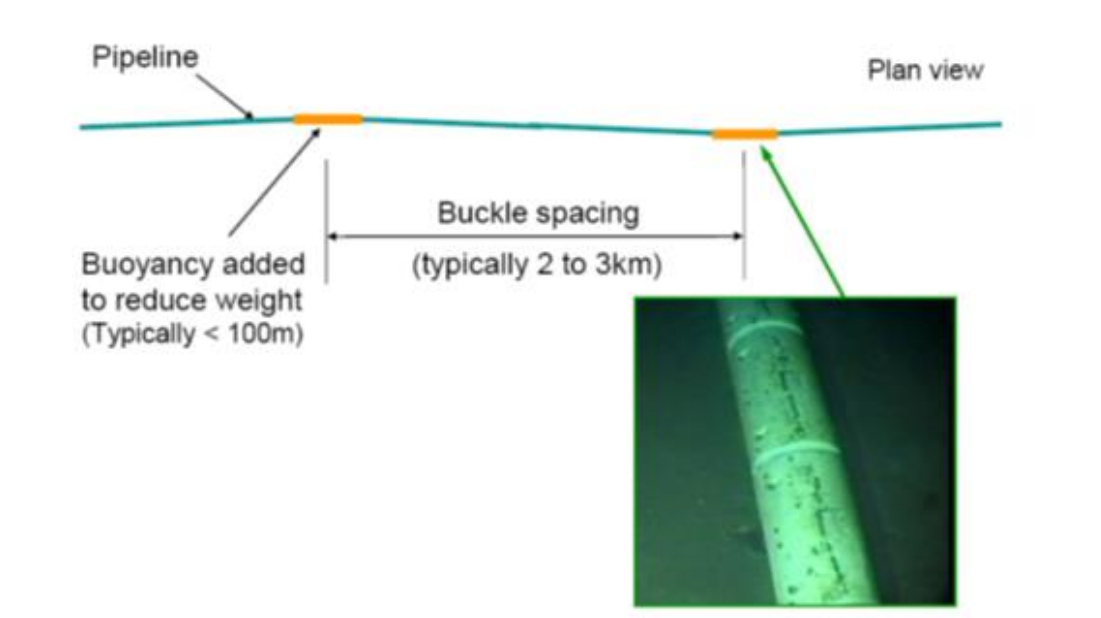 Pipeline
Plan view
Buckle spacing
(typically 2 to 3km)
Buoyancy added
to reduce weight
(Typically < 100m)